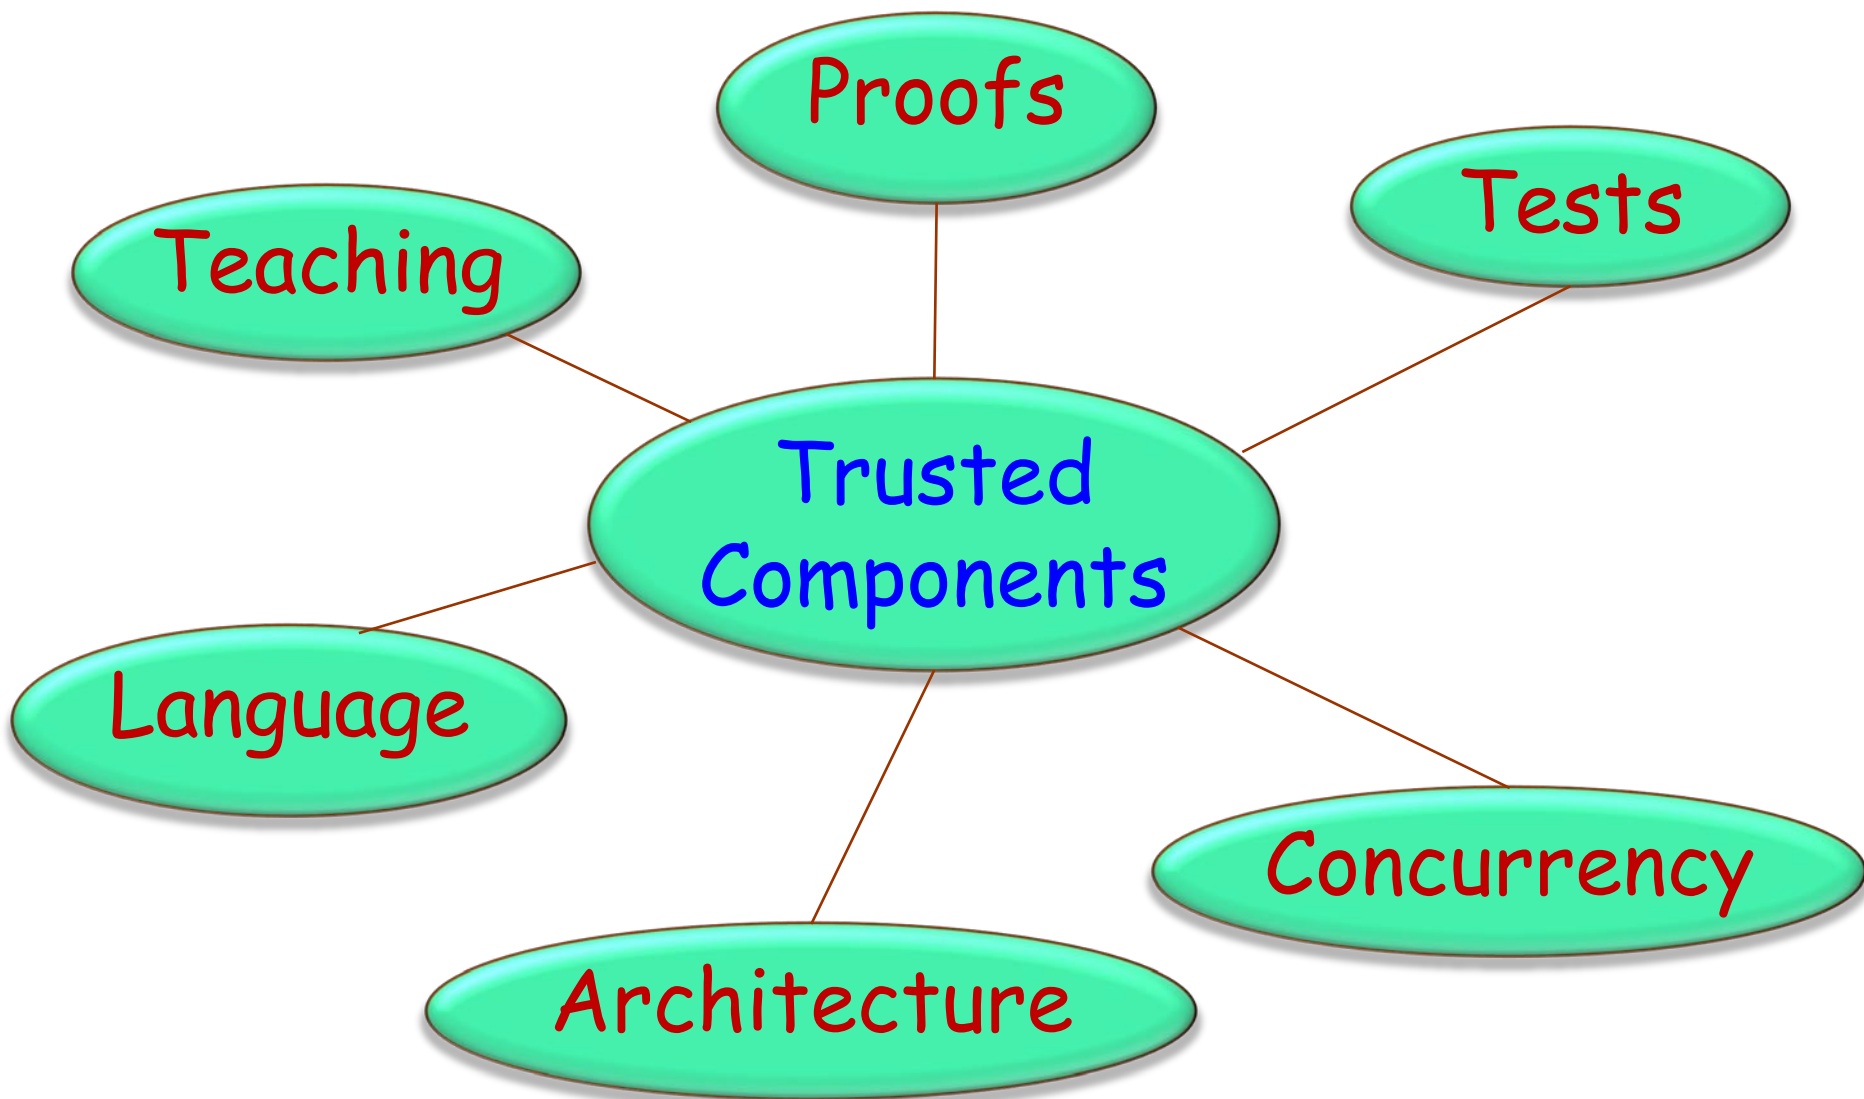 Proofs
Tests
Teaching
Trusted
Components
Language
Concurrency
Architecture